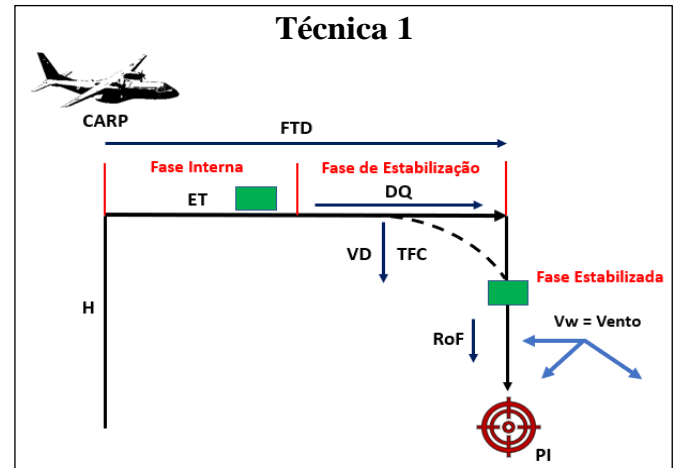 Técnica 1
CARP
FTD
Fase Interna
Fase de Estabilização
ET
DQ
VD
TFC
Fase Estabilizada
H
Vw = Vento
RoF
PI